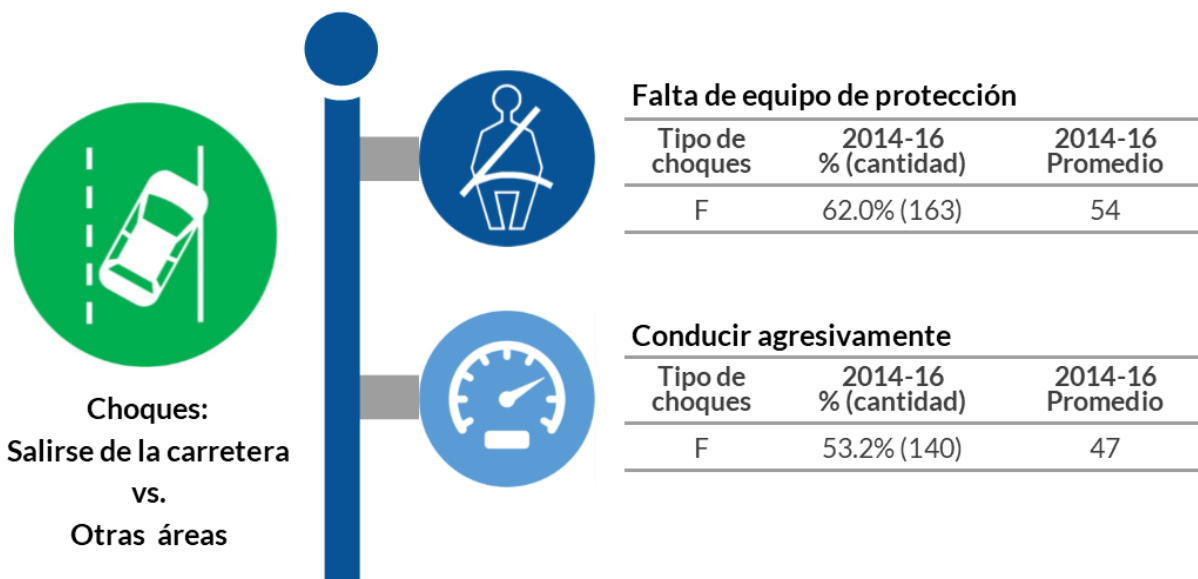 Falta de equipo de protección
Tipo de choques 2014-16 % (cantidad) 2014-16 Promedio
F 62.0% (163) 54
Conducir agresivamente
Tipo de choques 2014-16 % (cantidad) 2014-16 Promedio
F 53.2% (140) 47
Choques:
Salirse de la carretera
vs.
Otras áreas